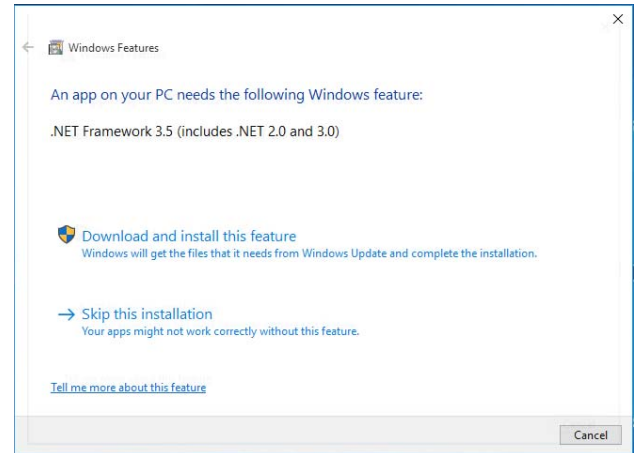 Windows Features
An app on your PC needs the following Windows feature:
.NET Framework 3.5 (includes .NET 2.0 and 3.0)
Download and install this feature
Windows will get the files that it needs from Windows Update and complete the installation.
Skip this installation
Your apps might not work correctly without this feature.
Tell me more about this feature
Cancel